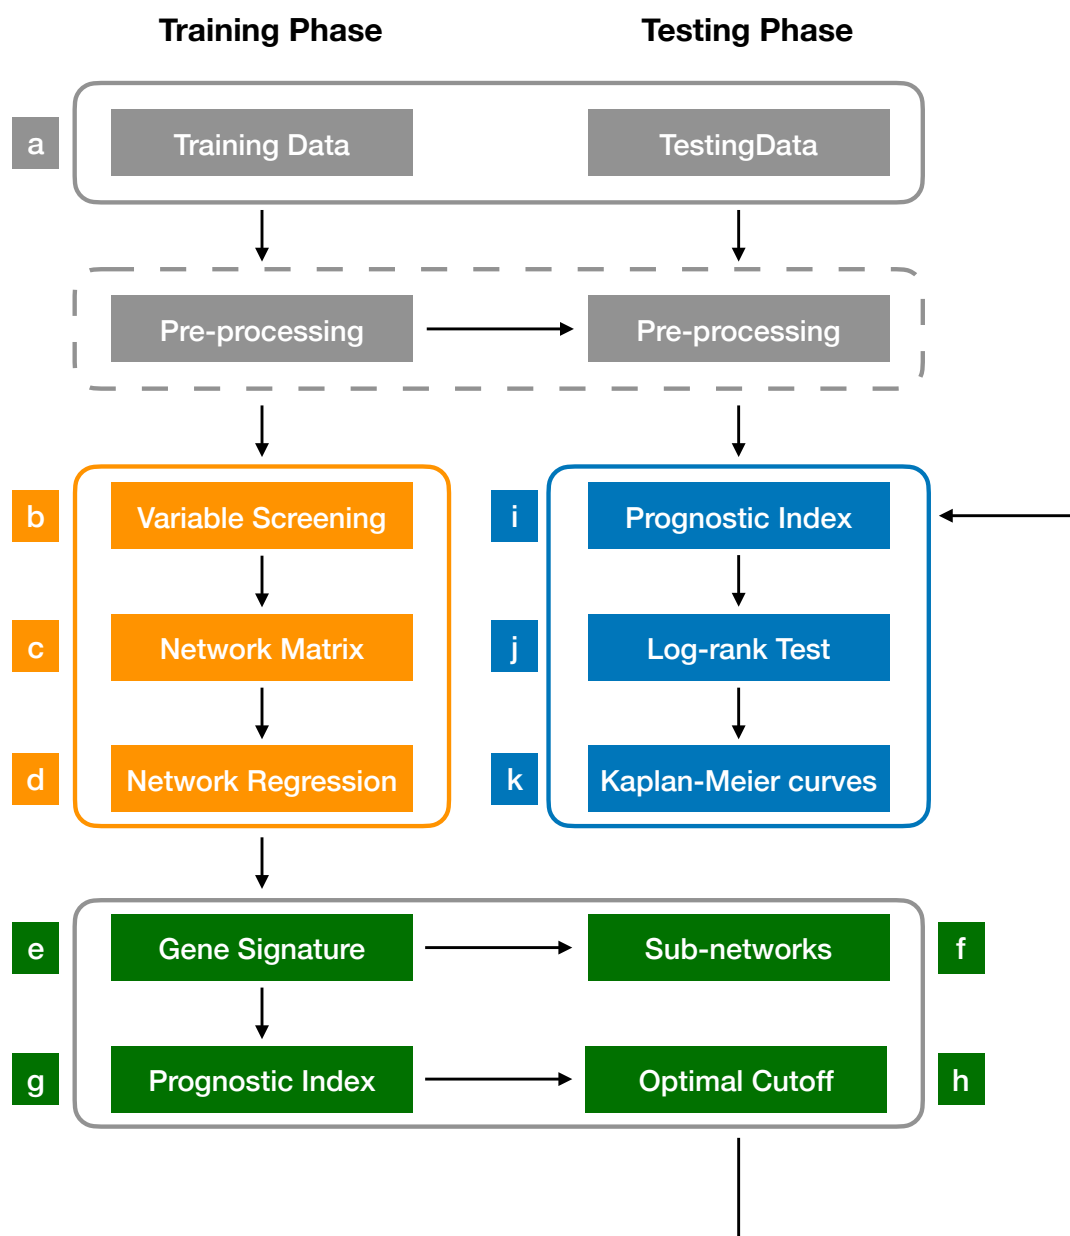 Training Phase
Testing Phase
a
Training Data
TestingData
Pre-processing
Pre-processing
b
Variable Screening
i
Prognostic Index
c
Network Matrix
j
Log-rank Test
d
Network Regression
k
Kaplan-Meier curves
e
Gene Signature
Sub-networks
f
g
Prognostic Index
Optimal Cutoff
h